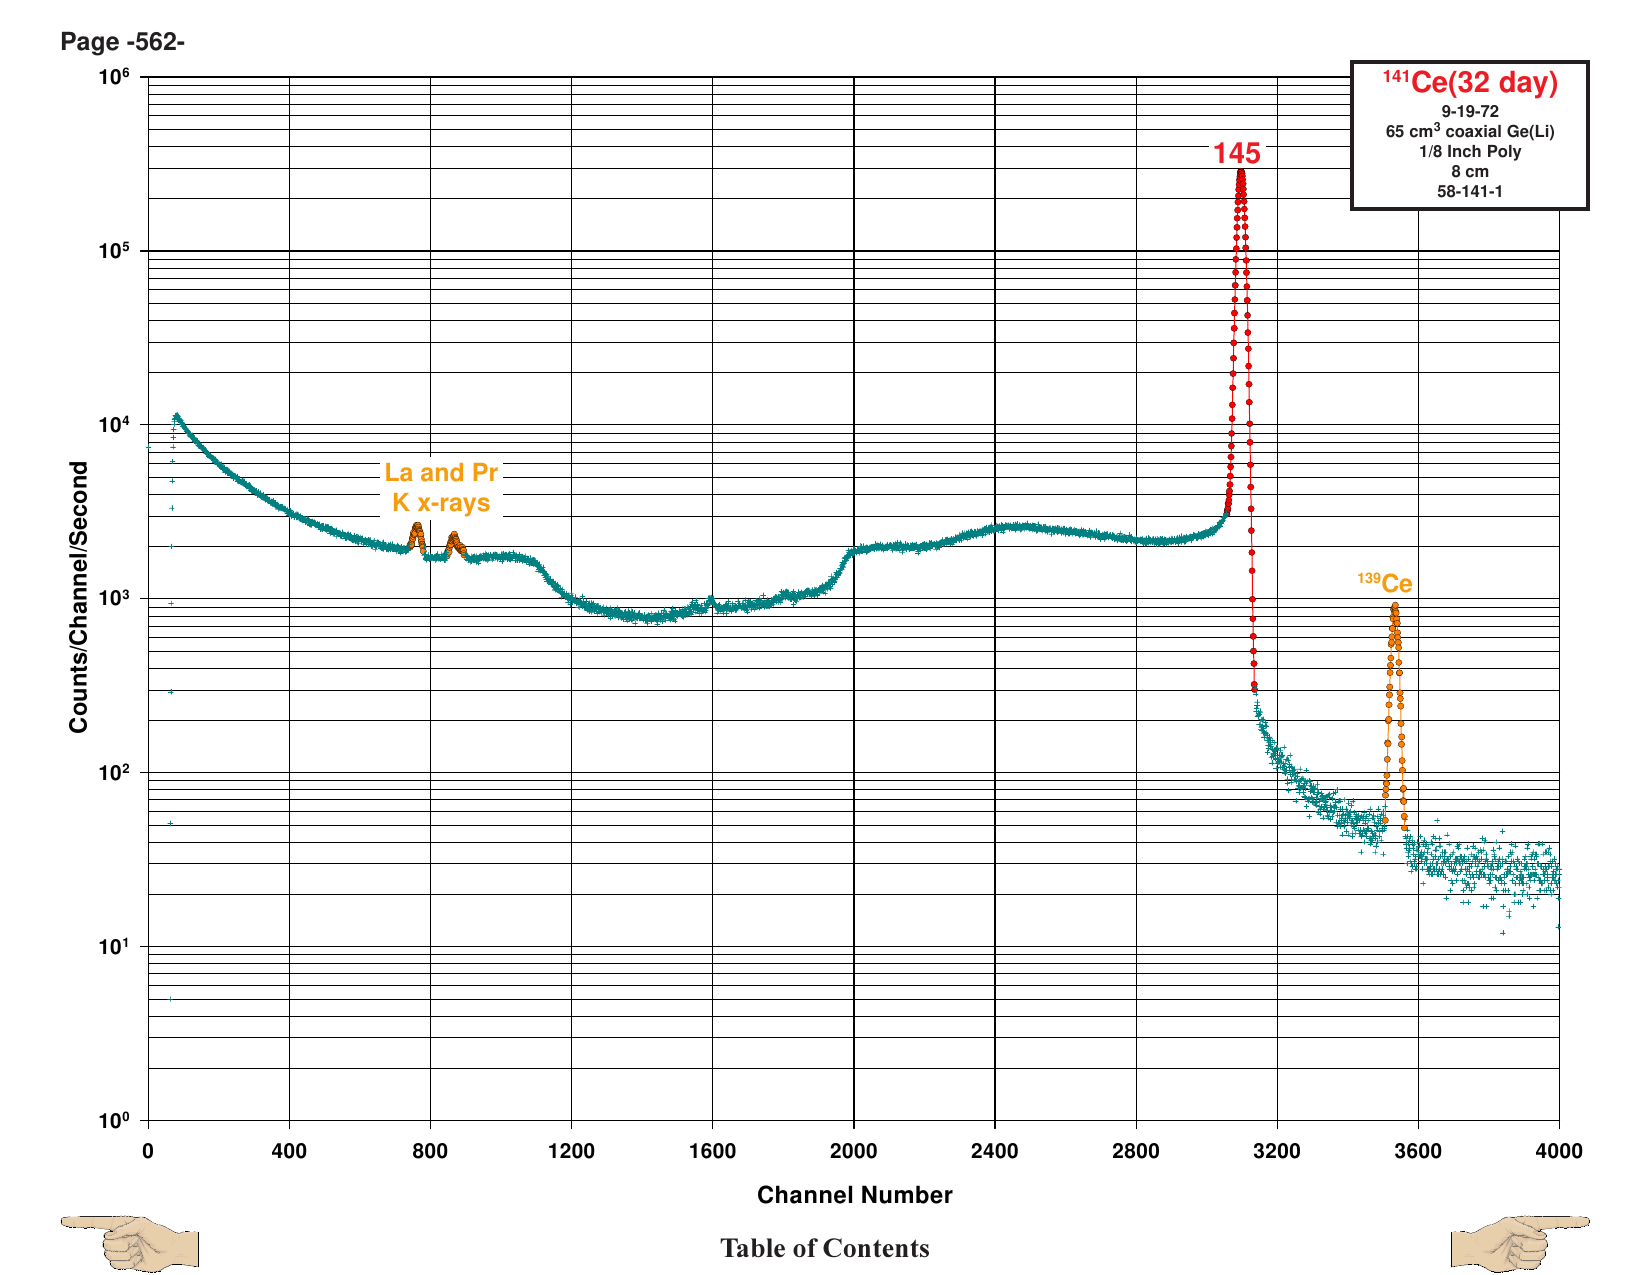 Page -562-
¹⁴¹Ce(32 day)
9-19-72
65 cm³ coaxial Ge(Li)
1/8 Inch Poly
8 cm
58-141-1
145
La and Pr
K x-rays
¹³⁹Ce
10⁶
10⁵
10⁴
10³
10²
10¹
10⁰
Counts/Channel/Second
0 400 800 1200 1600 2000 2400 2800 3200 3600 4000
Channel Number
Table of Contents